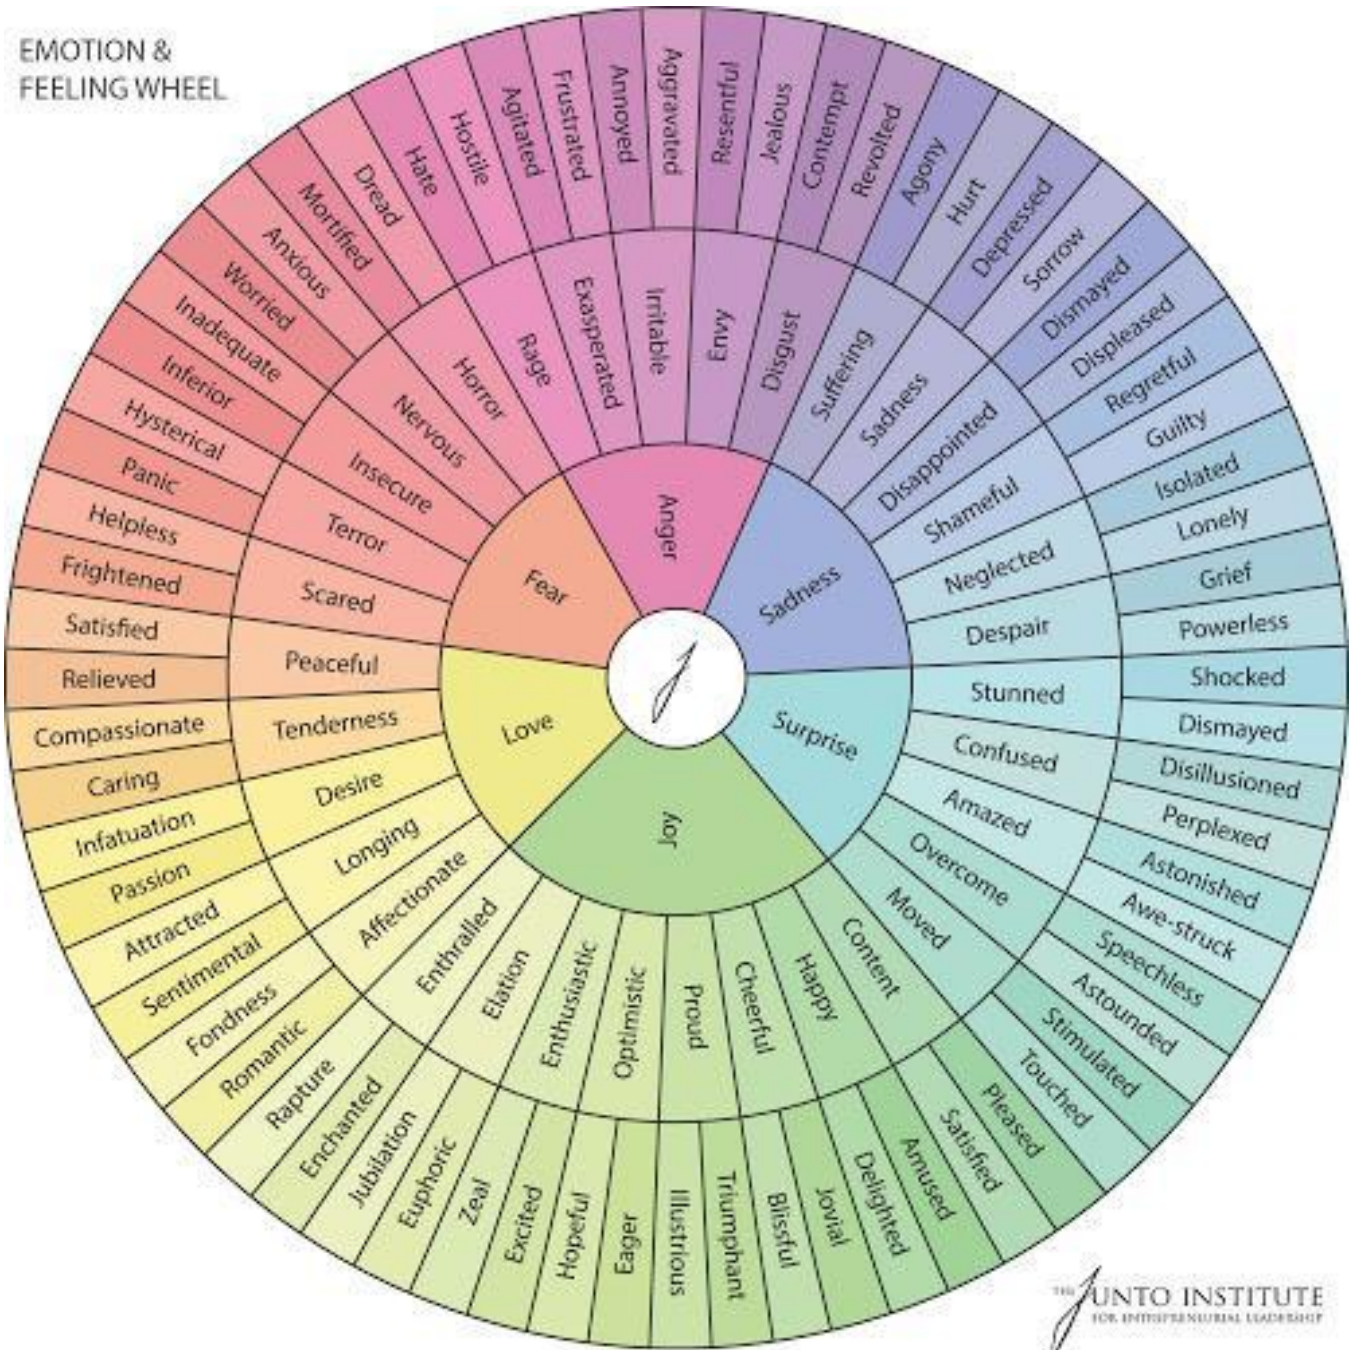 EMOTION &
FEELING WHEEL
Anger
Sadness
Surprise
Joy
Love
Fear
Rage
Exasperated
Irritable
Envy
Disgust
Suffering
Sadness
Disappointed
Shameful
Neglected
Despair
Stunned
Confused
Amazed
Overcome
Moved
Content
Happy
Cheerful
Proud
Optimistic
Enthusiastic
Elation
Enthralled
Affectionate
Longing
Desire
Tenderness
Peaceful
Scared
Terror
Insecure
Nervous
Horror
Hate
Hostile
Agitated
Frustrated
Annoyed
Aggravated
Resentful
Jealous
Contempt
Revolted
Agony
Hurt
Depressed
Sorrow
Dismayed
Displeased
Regretful
Guilty
Isolated
Lonely
Grief
Powerless
Shocked
Dismayed
Disillusioned
Perplexed
Astonished
Awe-struck
Speechless
Astounded
Stimulated
Touched
Pleased
Satisfied
Amused
Delighted
Jovial
Blissful
Triumphant
Illustrious
Eager
Hopeful
Excited
Zeal
Euphoric
Jubilation
Enchanted
Rapture
Romantic
Fondness
Sentimental
Attracted
Passion
Infatuation
Caring
Compassionate
Relieved
Satisfied
Frightened
Helpless
Panic
Hysterical
Inferior
Inadequate
Worried
Anxious
Mortified
Dread
J
THE JUNTO INSTITUTE
FOR ENTREPRENEURIAL LEADERSHIP